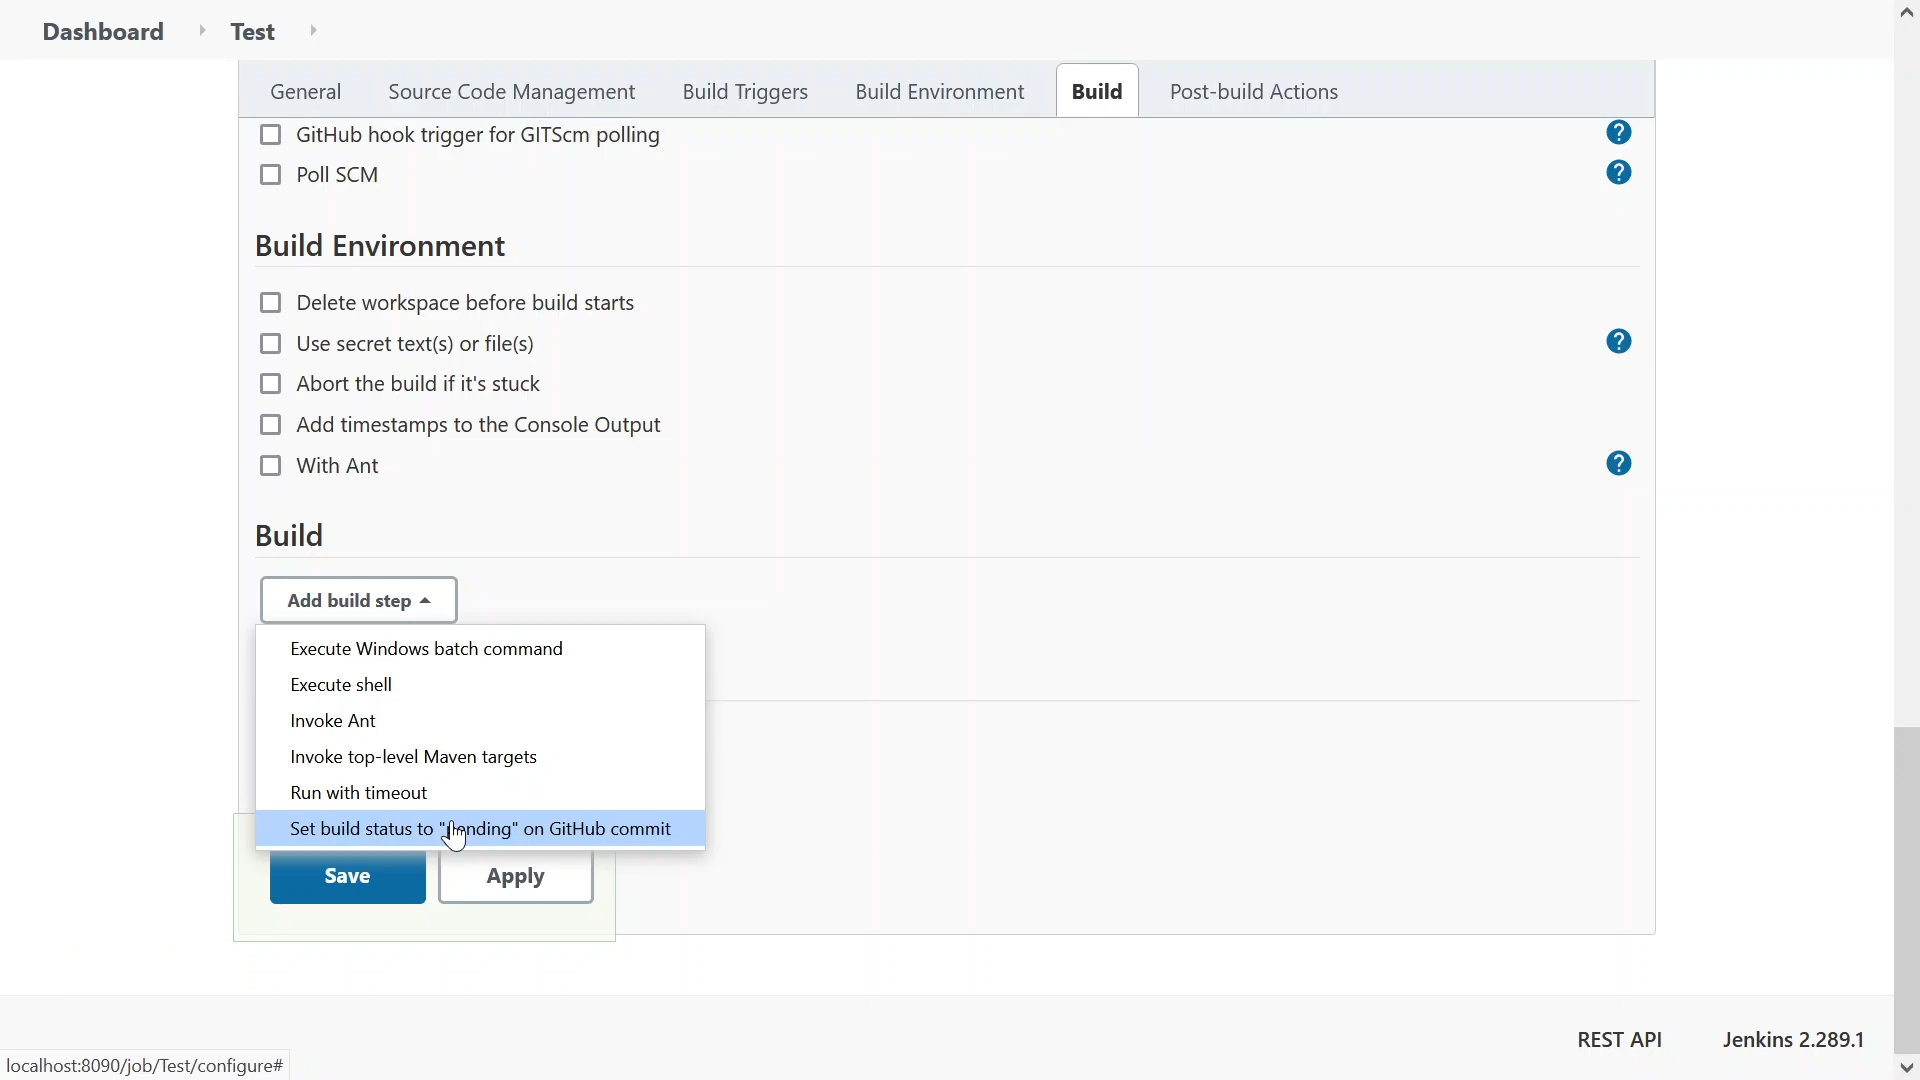 Dashboard
Test
General
Source Code Management
Build Triggers
Build Environment
Build
Post-build Actions
GitHub hook trigger for GITScm polling
?
Poll SCM
?
Build Environment
Delete workspace before build starts
Use secret text(s) or file(s)
?
Abort the build if it's stuck
Add timestamps to the Console Output
With Ant
?
Build
Add build step
Execute Windows batch command
Execute shell
Invoke Ant
Invoke top-level Maven targets
Run with timeout
Set build status to "pending" on GitHub commit
Save
Apply
REST API
Jenkins 2.289.1
localhost:8090/job/Test/configure#